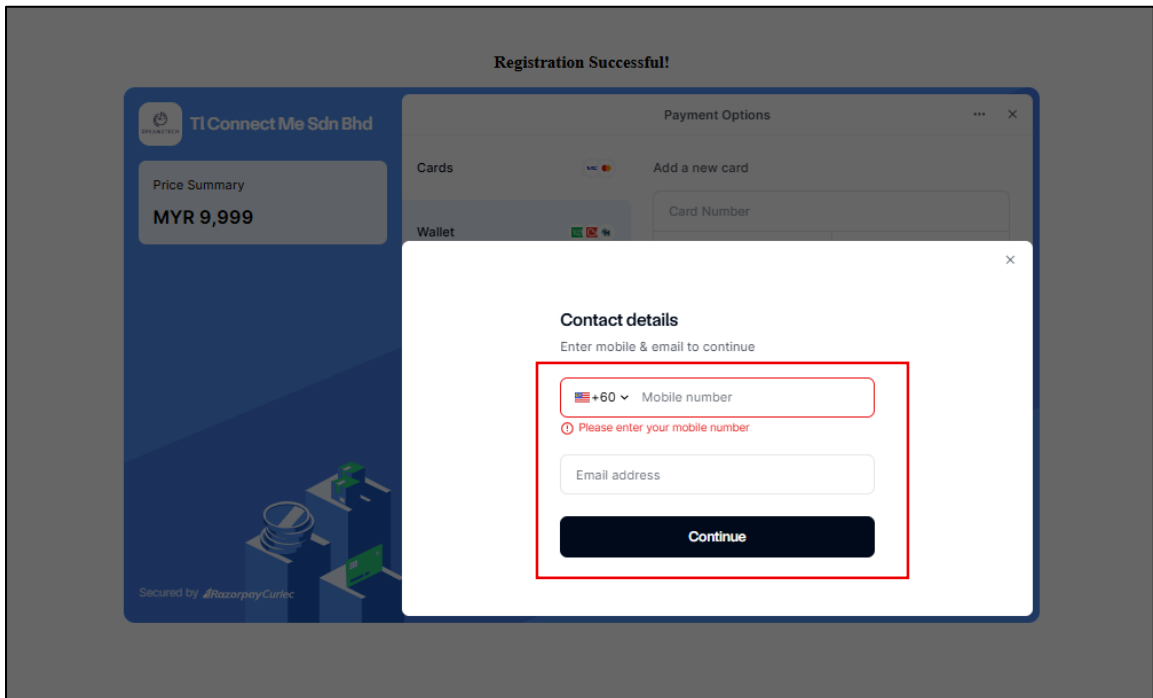 Registration Successful!
TI Connect Me Sdn Bhd
Price Summary
MYR 9,999
Secured by RazorpayCurlec
Payment Options
Cards
Wallet
Add a new card
Card Number
Contact details
Enter mobile & email to continue
+60
Mobile number
Please enter your mobile number
Email address
Continue